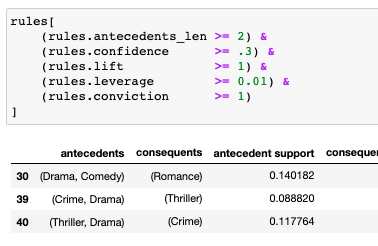 rules[
(rules.antecedents_len >= 2) &
(rules.confidence >= .3) &
(rules.lift >= 1) &
(rules.leverage >= 0.01) &
(rules.conviction >= 1)
]
antecedents consequents antecedent support consequen
30 (Drama, Comedy) (Romance) 0.140182
39 (Crime, Drama) (Thriller) 0.088820
40 (Thriller, Drama) (Crime) 0.117764